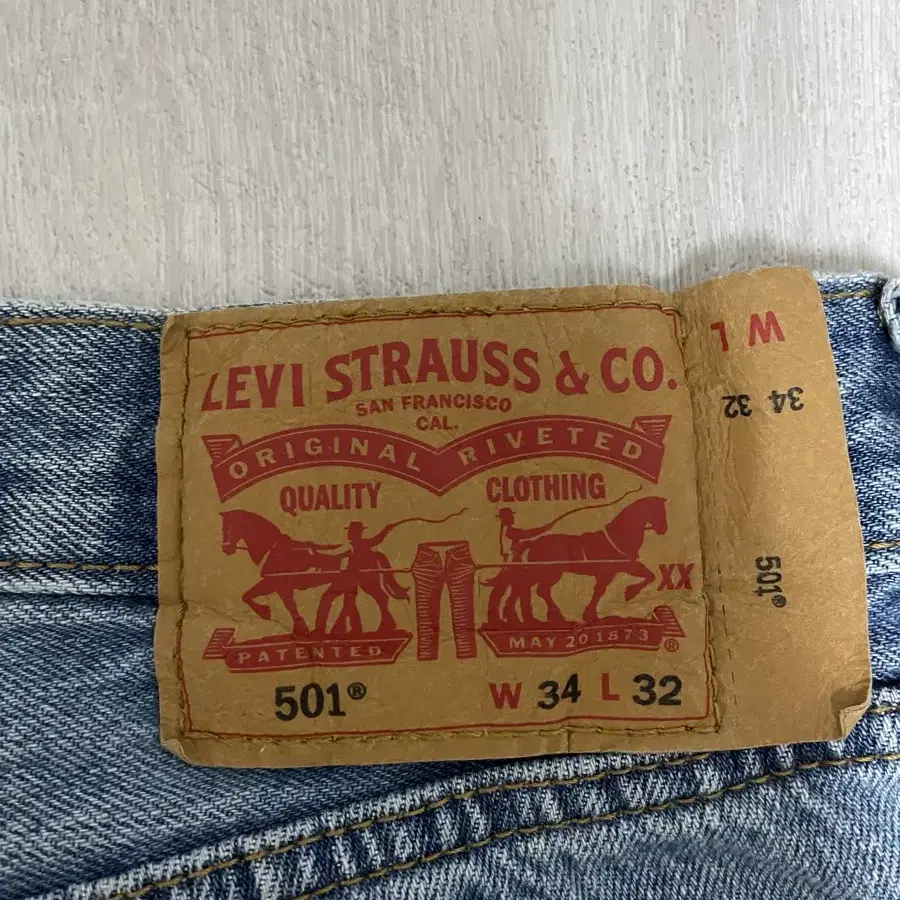 LEVI STRAUSS & CO.
SAN FRANCISCO
CAL.
ORIGINAL RIVETED
QUALITY CLOTHING
XX
PATENTED MAY 20 1873 ®
501® W 34 L 32
W L
34 32
501®